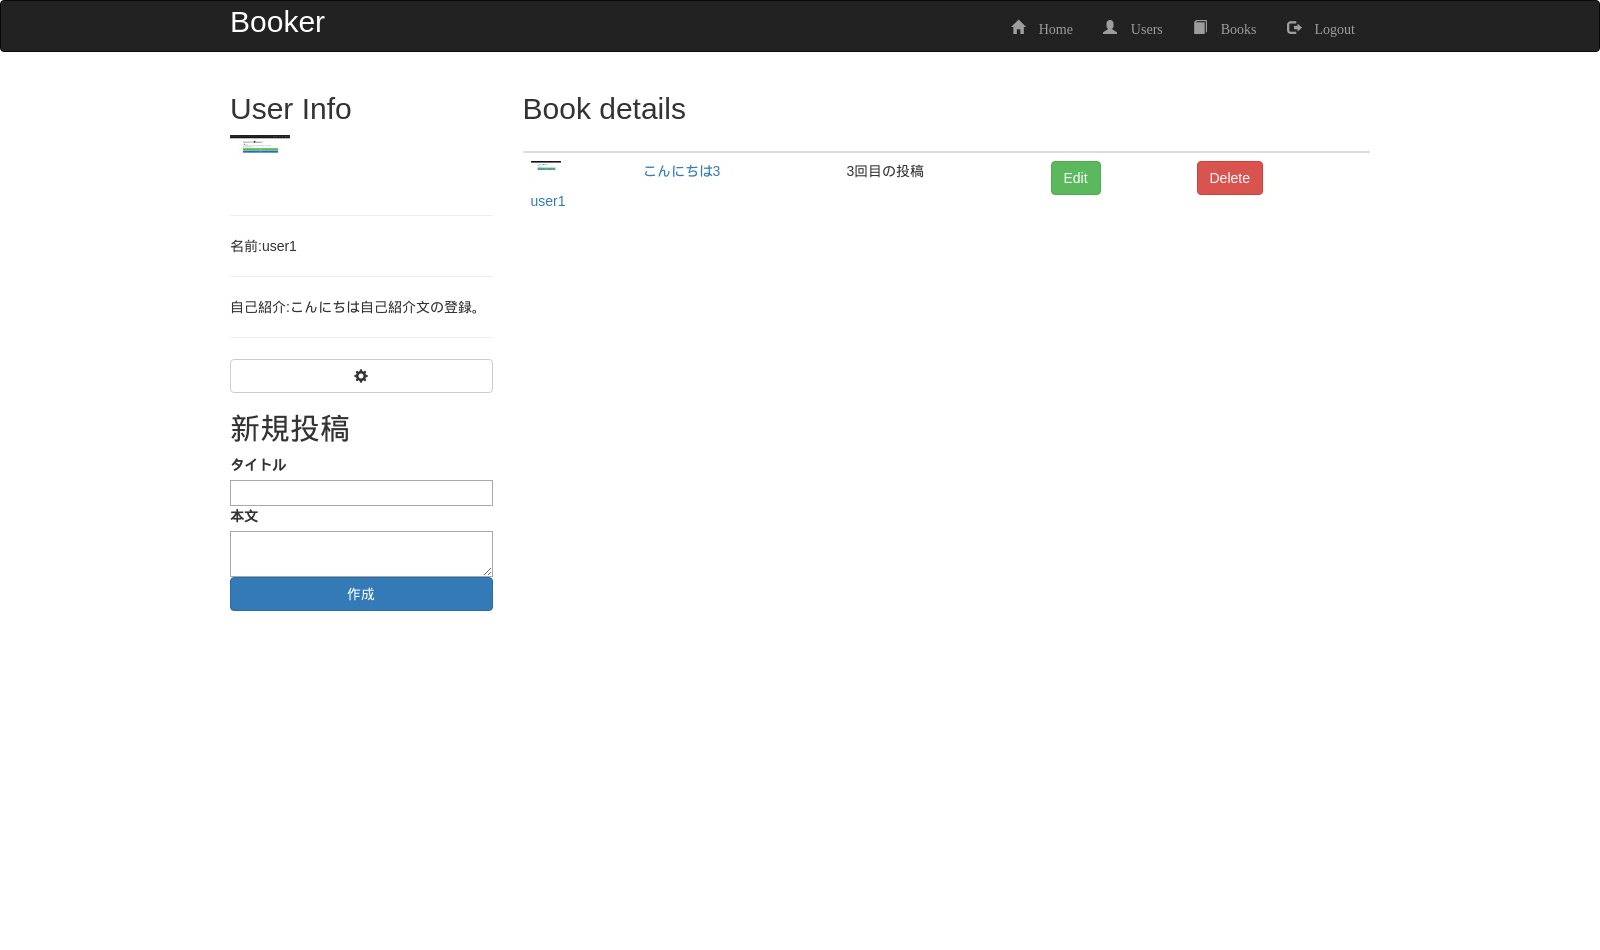 Booker
Home Users Books Logout
User Info
名前:user1
自己紹介:こんにちは自己紹介文の登録。
新規投稿
タイトル
本文
作成
Book details
こんにちは3 3回目の投稿 Edit Delete
user1